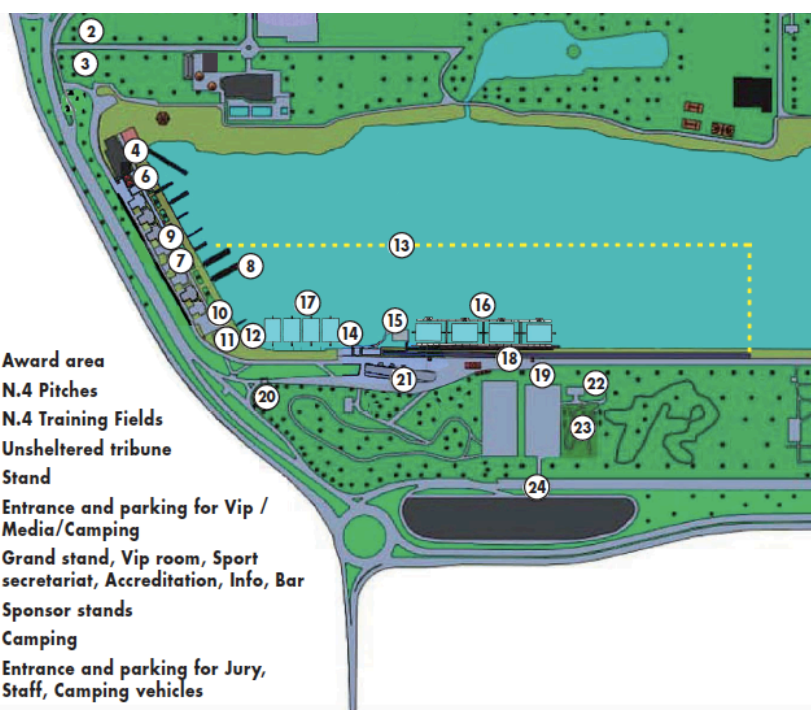 2
3
4
6
13
9
7
8
17
16
10
15
12
14
11
18
Award area
19
21
22
N.4 Pitches
20
N.4 Training Fields
23
Unsheltered tribune
Stand
24
Entrance and parking for Vip /
Media/Camping
Grand stand, Vip room, Sport
secretariat, Accreditation, Info, Bar
Sponsor stands
Camping
Entrance and parking for Jury,
Staff, Camping vehicles